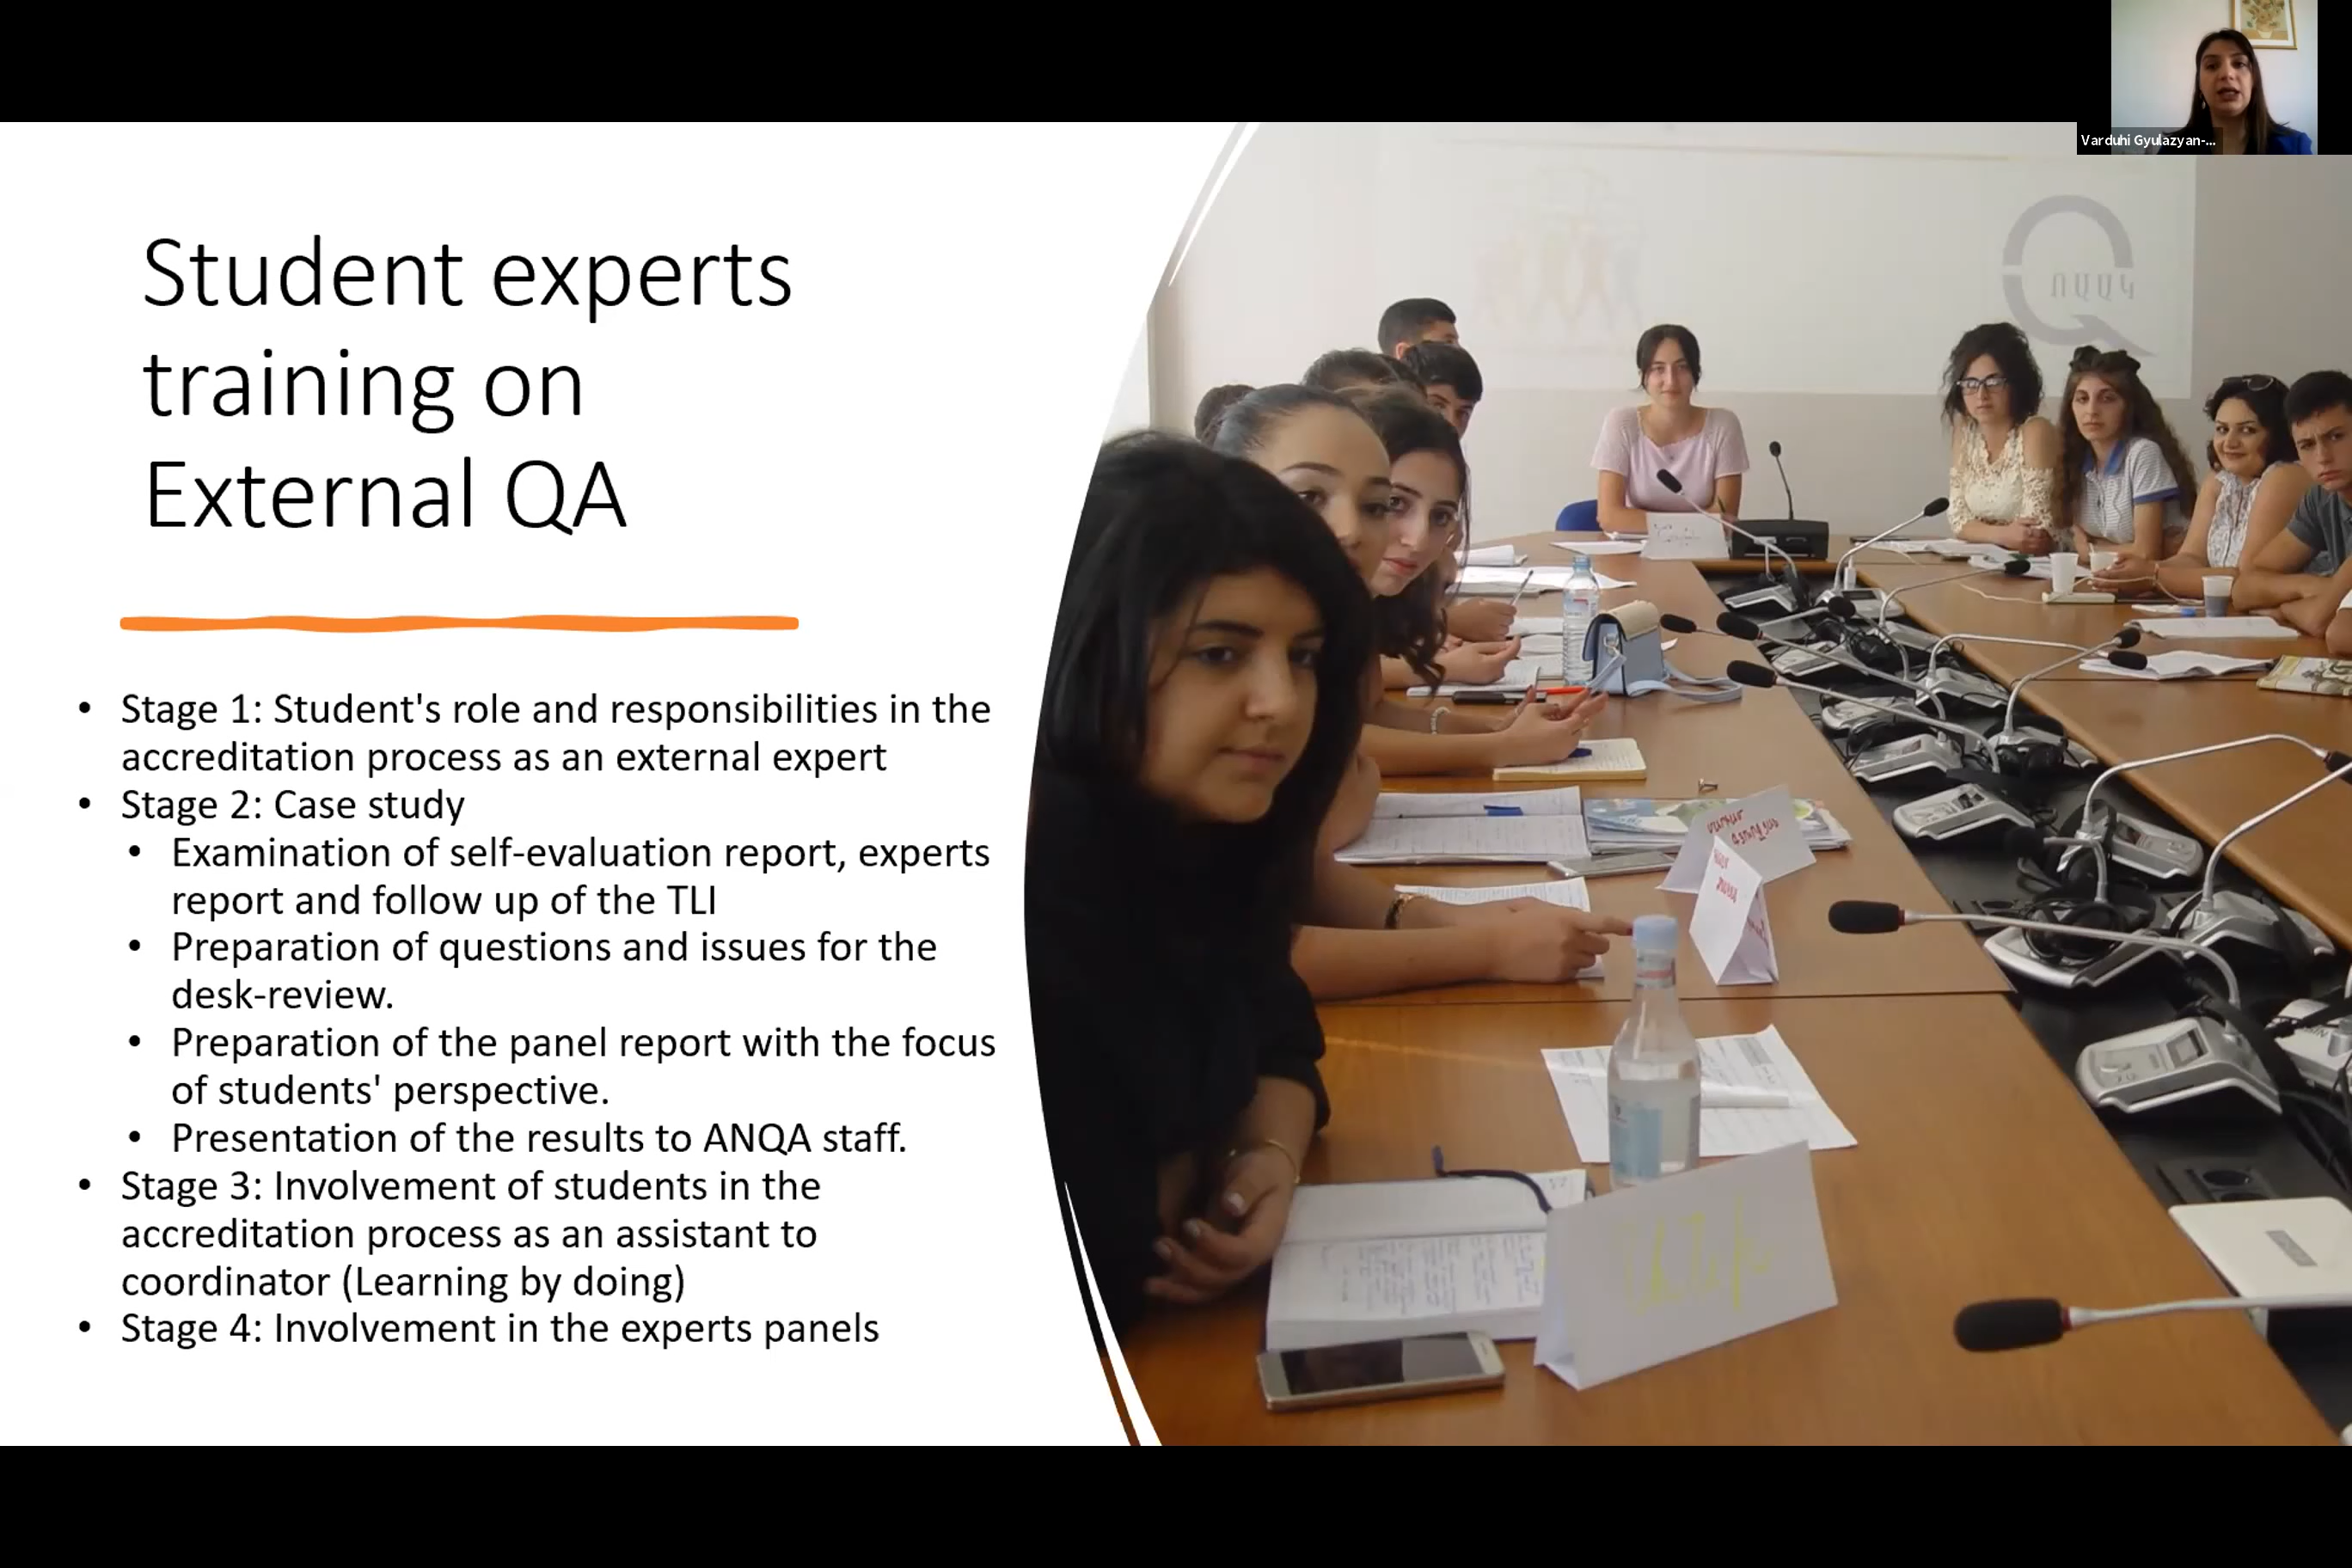 Varduhi Gyulazyan-...
Student experts
training on
External QA
• Stage 1: Student's role and responsibilities in the
accreditation process as an external expert
• Stage 2: Case study
• Examination of self-evaluation report, experts
report and follow up of the TLI
• Preparation of questions and issues for the
desk-review.
• Preparation of the panel report with the focus
of students' perspective.
• Presentation of the results to ANQA staff.
• Stage 3: Involvement of students in the
accreditation process as an assistant to
coordinator (Learning by doing)
• Stage 4: Involvement in the experts panels
ՈԱԱԿ